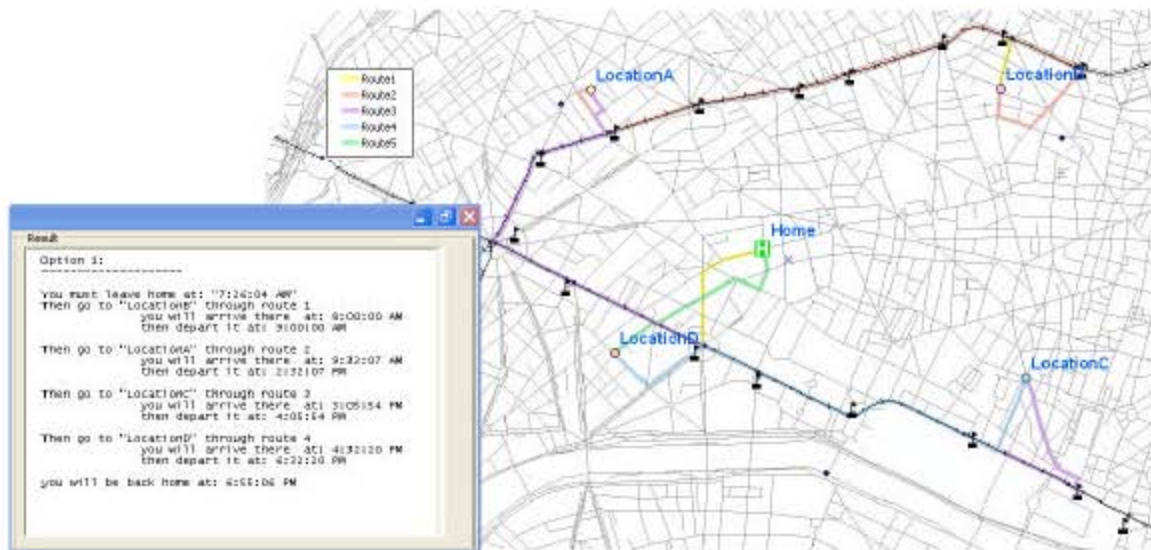 Route1
Route2
Route3
Route4
Route5
LocationA
Home
LocationD
LocationC
Result
Option 1:
--------------------
you must leave home at: "7:26:04 AM"
Then go to "LocationB" through route 1
you will arrive there at: 8:00:00 AM
then depart it at: 9:00:00 AM
Then go to "LocationA" through route 2
you will arrive there at: 9:32:07 AM
then depart it at: 2:32:07 PM
Then go to "LocationC" through route 3
you will arrive there at: 3:05:54 PM
then depart it at: 4:05:54 PM
Then go to "LocationD" through route 4
you will arrive there at: 4:32:20 PM
then depart it at: 6:32:20 PM
you will be back home at: 6:55:06 PM